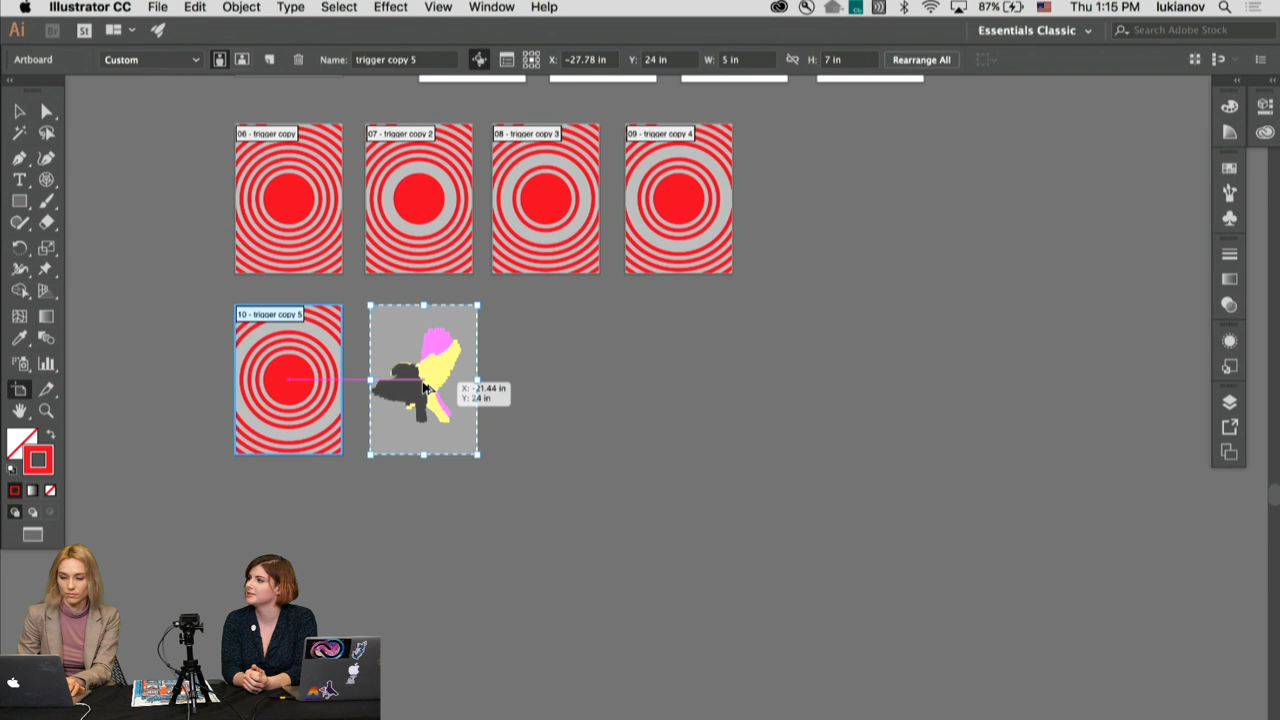 Illustrator CC File Edit Object Type Select Effect View Window Help 87% Thu 1:15 PM lukianov
Ai Br St Essentials Classic Search Adobe Stock
Artboard Custom Name: trigger copy 5 X: -27.78 in Y: 24 in W: 5 in H: 7 in Rearrange All
06 - trigger copy 07 - trigger copy 2 08 - trigger copy 3 09 - trigger copy 4
10 - trigger copy 5
X: -21.44 in
Y: 24 in